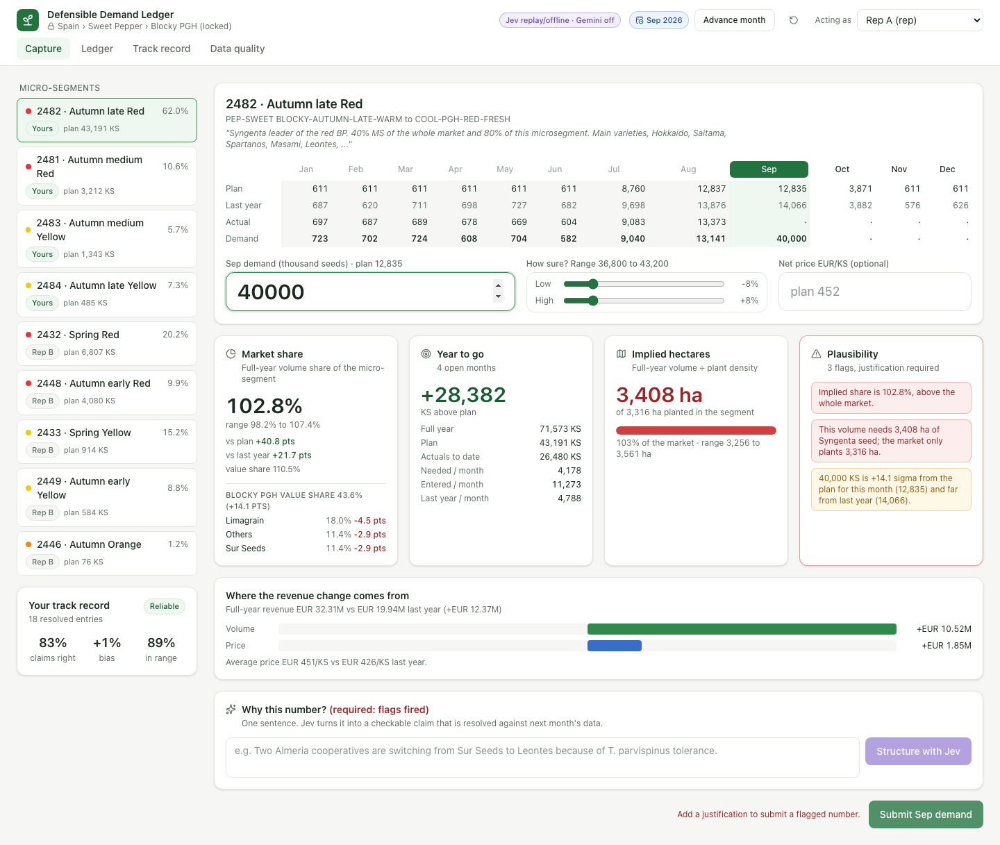 Defensible Demand Ledger
Spain › Sweet Pepper › Blocky PGH (locked)
Jev replay/offline · Gemini off
Sep 2026
Advance month
Acting as
Rep A (rep)
Capture
Ledger
Track record
Data quality
MICRO-SEGMENTS
2482 · Autumn late Red 62.0%
Yours plan 43,191 KS
2481 · Autumn medium
Red
10.6%
Yours plan 3,212 KS
2483 · Autumn medium
Yellow
5.7%
Yours plan 1,343 KS
2484 · Autumn late Yellow 7.3%
Yours plan 485 KS
2432 · Spring Red 20.2%
Rep B plan 6,807 KS
2448 · Autumn early Red 9.9%
Rep B plan 4,080 KS
2433 · Spring Yellow 15.2%
Rep B plan 914 KS
2449 · Autumn early
Yellow
8.8%
Rep B plan 584 KS
2446 · Autumn Orange 1.2%
Rep B plan 76 KS
Your track record Reliable
18 resolved entries
83% +1% 89%
claims right bias in range
2482 · Autumn late Red
PEP-SWEET BLOCKY-AUTUMN-LATE-WARM to COOL-PGH-RED-FRESH
"Syngenta leader of the red BP. 40% MS of the whole market and 80% of this microsegment. Main varieties, Hokkaido, Saitama,
Spartanos, Masami, Leontes, ..."
Jan Feb Mar Apr May Jun Jul Aug Sep Oct Nov Dec
Plan 611 611 611 611 611 611 8,760 12,837 12,835 3,871 611 611
Last year 687 620 711 698 727 682 9,698 13,876 14,066 3,882 576 626
Actual 697 687 689 678 669 604 9,083 13,373 · · · ·
Demand 723 702 724 608 704 582 9,040 13,141 40,000 · · ·
Sep demand (thousand seeds) · plan 12,835
40000
How sure? Range 36,800 to 43,200
Low -8%
High +8%
Net price EUR/KS (optional)
plan 452
Market share
Full-year volume share of the micro-
segment
102.8%
range 98.2% to 107.4%
vs plan +40.8 pts
vs last year +21.7 pts
value share 110.5%
BLOCKY PGH VALUE SHARE 43.6%
(+14.1 PTS)
Limagrain 18.0% -4.5 pts
Others 11.4% -2.9 pts
Sur Seeds 11.4% -2.9 pts
Year to go
4 open months
+28,382
KS above plan
Full year 71,573 KS
Plan 43,191 KS
Actuals to date 26,480 KS
Needed / month 4,178
Entered / month 11,273
Last year / month 4,788
Implied hectares
Full-year volume ÷ plant density
3,408 ha
of 3,316 ha planted in the segment
103% of the market · range 3,256 to
3,561 ha
Plausibility
3 flags, justification required
Implied share is 102.8%, above the
whole market.
This volume needs 3,408 ha of
Syngenta seed; the market only
plants 3,316 ha.
40,000 KS is +14.1 sigma from the
plan for this month (12,835) and far
from last year (14,066).
Where the revenue change comes from
Full-year revenue EUR 32.31M vs EUR 19.94M last year (+EUR 12.37M)
Volume +EUR 10.52M
Price +EUR 1.85M
Average price EUR 451/KS vs EUR 426/KS last year.
Why this number? (required: flags fired)
One sentence. Jev turns it into a checkable claim that is resolved against next month's data.
e.g. Two Almeria cooperatives are switching from Sur Seeds to Leontes because of T. parvispinus tolerance.
Structure with Jev
Add a justification to submit a flagged number.
Submit Sep demand